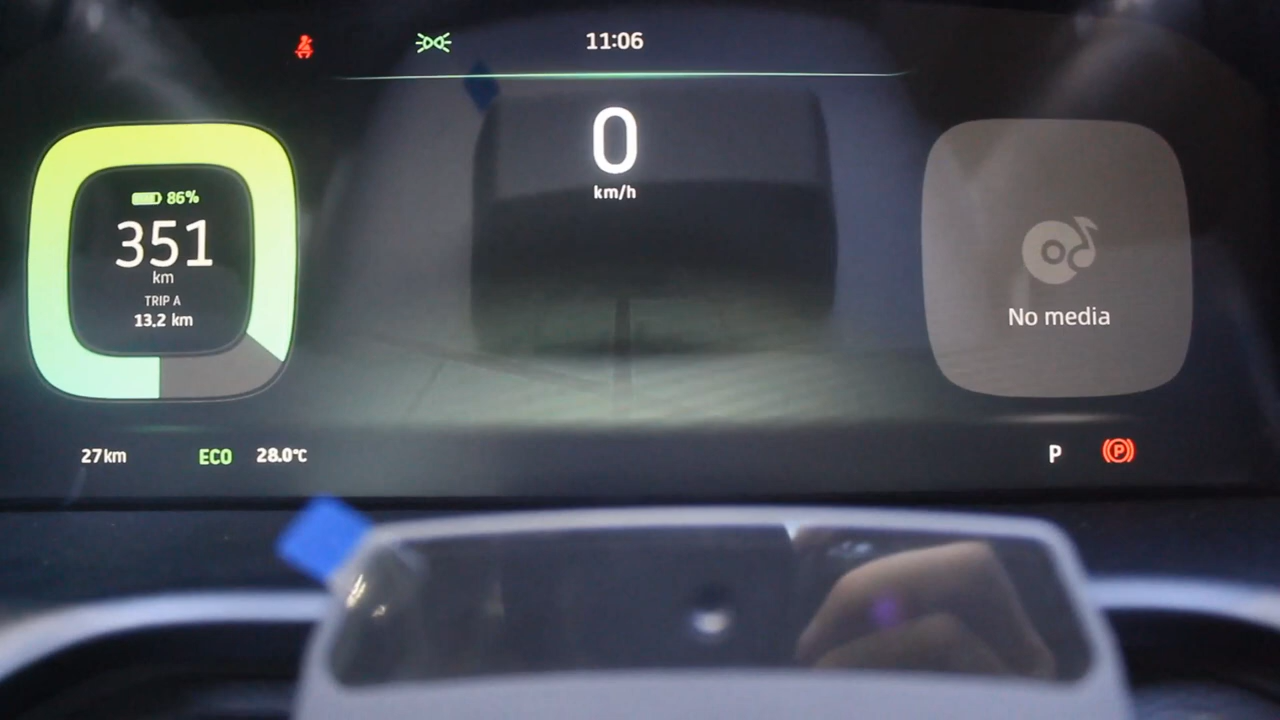 11:06
0
km/h
86%
351
km
TRIP A
13.2 km
No media
27km
ECO
28.0℃
P
P